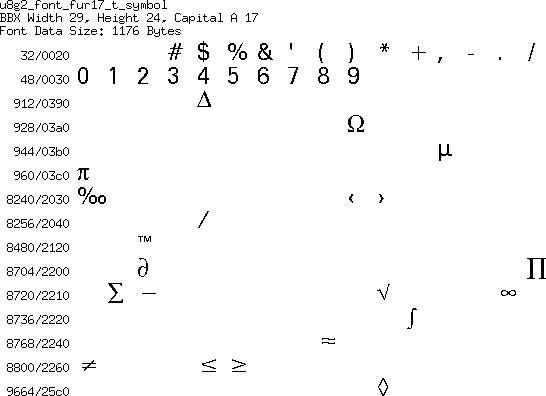 u8g2_font_fur17_t_symbol
BBX Width 29, Height 24, Capital A 17
Font Data Size: 1176 Bytes
32/0020 # $ % & ' ( ) * + , - . /
48/0030 0 1 2 3 4 5 6 7 8 9
912/0390 Δ
928/03a0 Ω
944/03b0 μ
960/03c0 π
8240/2030 ‰ ‹ ›
8256/2040 ⁄
8480/2120 ™
8704/2200 ∂ ∏
8720/2210 ∑ − √ ∞
8736/2220 ∫
8768/2240 ≈
8800/2260 ≠ ≤ ≥
9664/25c0 ◊